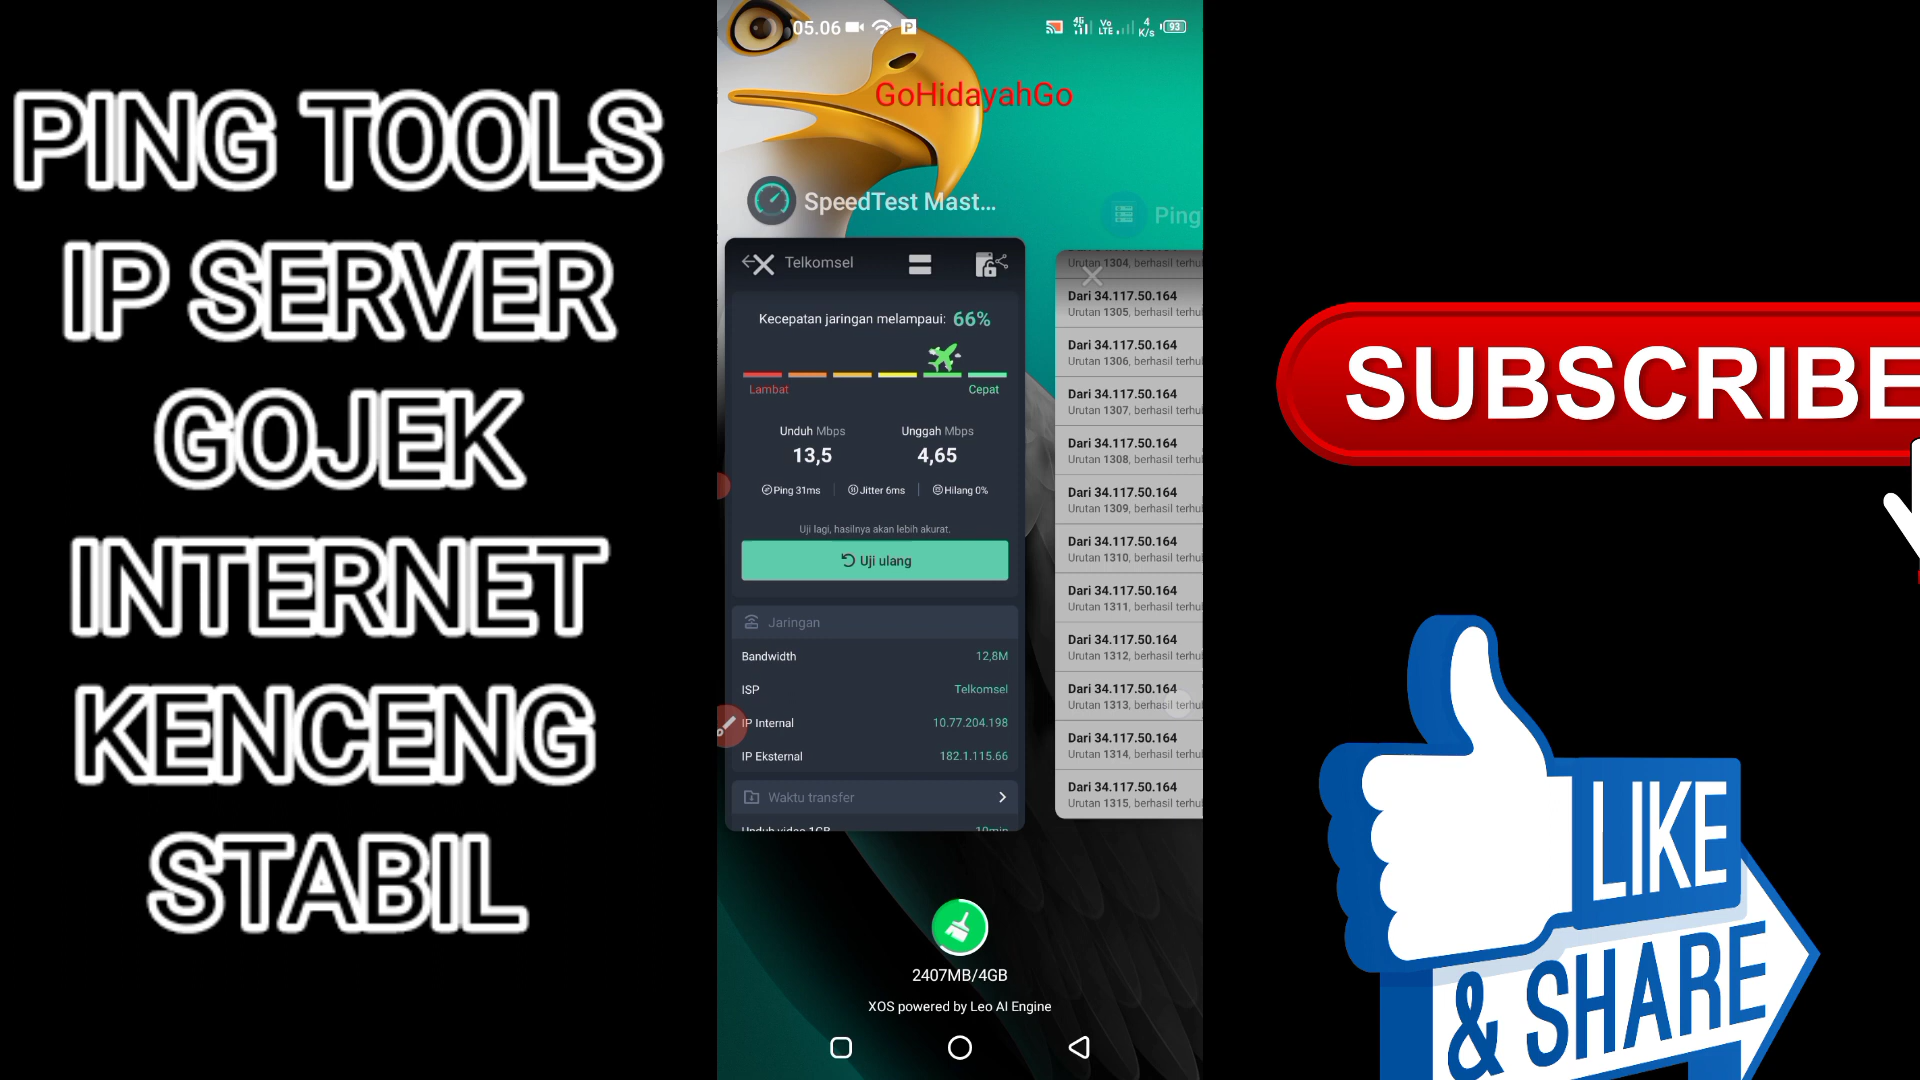 PING TOOLS
IP SERVER
GOJEK
INTERNET
KENCENG
STABIL
05.06
P
4G
Vo
LTE
4
K/s
93
GoHidayahGo
SpeedTest Mast...
Ping
Telkomsel
Kecepatan jaringan melampaui: 66%
Lambat
Cepat
Unduh Mbps
Unggah Mbps
13,5
4,65
Ping 31ms
Jitter 6ms
Hilang 0%
Uji lagi, hasilnya akan lebih akurat.
Uji ulang
Jaringan
Bandwidth 12,8M
ISP Telkomsel
IP Internal 10.77.204.198
IP Eksternal 182.1.115.66
Waktu transfer
Unduh video 1GB 10min
Urutan 1304, berhasil terhu
Dari 34.117.50.164
Urutan 1305, berhasil terhu
Dari 34.117.50.164
Urutan 1306, berhasil terhu
Dari 34.117.50.164
Urutan 1307, berhasil terhu
Dari 34.117.50.164
Urutan 1308, berhasil terhu
Dari 34.117.50.164
Urutan 1309, berhasil terhu
Dari 34.117.50.164
Urutan 1310, berhasil terhu
Dari 34.117.50.164
Urutan 1311, berhasil terhu
Dari 34.117.50.164
Urutan 1312, berhasil terhu
Dari 34.117.50.164
Urutan 1313, berhasil terhu
Dari 34.117.50.164
Urutan 1314, berhasil terhu
Dari 34.117.50.164
Urutan 1315, berhasil terhu
2407MB/4GB
XOS powered by Leo AI Engine
SUBSCRIBE
LIKE
& SHARE